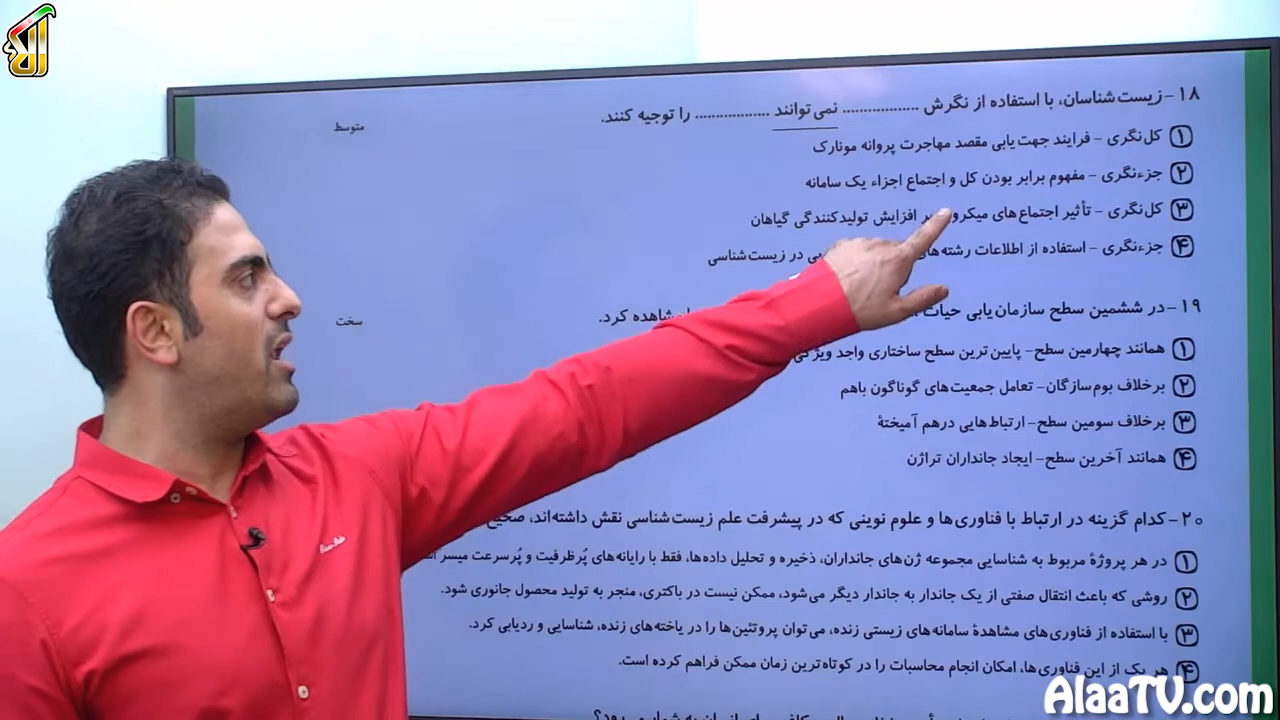 ۱۸- زیست‌شناسان، با استفاده از نگرش .................. نمی‌توانند .................. را توجیه کنند.
متوسط
۱ کل‌نگری - فرایند جهت‌یابی مقصد مهاجرت پروانه مونارک
۲ جزءنگری - مفهوم برابر بودن کل و اجتماع اجزاء یک سامانه
۳ کل‌نگری - تأثیر اجتماع‌های میکرو بر افزایش تولیدکنندگی گیاهان
۴ جزءنگری - استفاده از اطلاعات رشته‌های در زیست‌شناسی
۱۹- در ششمین سطح سازمان‌یابی حیات مشاهده کرد.
سخت
۱ همانند چهارمین سطح- پایین‌ترین سطح ساختاری واجد
۲ برخلاف بوم‌سازگان- تعامل جمعیت‌های گوناگون باهم
۳ برخلاف سومین سطح- ارتباط‌هایی درهم آمیختهٔ
۴ همانند آخرین سطح- ایجاد جانداران تراژن
۲۰- کدام گزینه در ارتباط با فناوری‌ها و علوم نوینی که در پیشرفت علم زیست‌شناسی نقش داشته‌اند، صحیح
۱ در هر پروژهٔ مربوط به شناسایی مجموعه ژن‌های جانداران، ذخیره و تحلیل داده‌ها، فقط با رایانه‌های پُرظرفیت و پُرسرعت میسر
۲ روشی که باعث انتقال صفتی از یک جاندار به جاندار دیگر می‌شود، ممکن نیست در باکتری، منجر به تولید محصول جانوری شود.
۳ با استفاده از فناوری‌های مشاهدهٔ سامانه‌های زیستی زنده، می‌توان پروتئین‌ها را در یاخته‌های زنده، شناسایی و ردیابی کرد.
۴ هر یک از این فناوری‌ها، امکان انجام محاسبات را در کوتاه‌ترین زمان ممکن فراهم کرده است.
AlaaTV.com